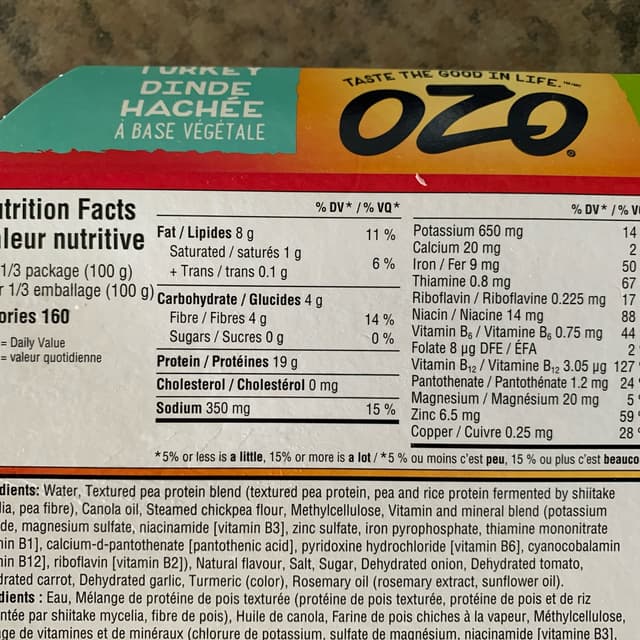 TURKEY
DINDE
HACHÉE
À BASE VÉGÉTALE
TASTE THE GOOD IN LIFE.
OZO
utrition Facts
aleur nutritive
1/3 package (100 g)
r 1/3 emballage (100 g)
ories 160
= Daily Value
= valeur quotidienne
% DV* / % VQ*
Fat / Lipides 8 g 11 %
Saturated / saturés 1 g
+ Trans / trans 0.1 g 6 %
Carbohydrate / Glucides 4 g
Fibre / Fibres 4 g 14 %
Sugars / Sucres 0 g 0 %
Protein / Protéines 19 g
Cholesterol / Cholestérol 0 mg
Sodium 350 mg 15 %
% DV* / % V
Potassium 650 mg 14
Calcium 20 mg 2
Iron / Fer 9 mg 50
Thiamine 0.8 mg 67
Riboflavin / Riboflavine 0.225 mg 17
Niacin / Niacine 14 mg 88
Vitamin B6 / Vitamine B6 0.75 mg 44
Folate 8 µg DFE / ÉFA 2
Vitamin B12 / Vitamine B12 3.05 µg 127
Pantothenate / Pantothénate 1.2 mg 24
Magnesium / Magnésium 20 mg 5
Zinc 6.5 mg 59
Copper / Cuivre 0.25 mg 28
*5% or less is a little, 15% or more is a lot / *5 % ou moins c'est peu, 15 % ou plus c'est beauco
dients: Water, Textured pea protein blend (textured pea protein, pea and rice protein fermented by shiitake
lia, pea fibre), Canola oil, Steamed chickpea flour, Methylcellulose, Vitamin and mineral blend (potassium
de, magnesium sulfate, niacinamide [vitamin B3], zinc sulfate, iron pyrophosphate, thiamine mononitrate
nin B1], calcium-d-pantothenate [pantothenic acid], pyridoxine hydrochloride [vitamin B6], cyanocobalamin
nin B12], riboflavin [vitamin B2]), Natural flavour, Salt, Sugar, Dehydrated onion, Dehydrated tomato,
drated carrot, Dehydrated garlic, Turmeric (color), Rosemary oil (rosemary extract, sunflower oil).
dients : Eau, Mélange de protéine de pois texturée (protéine de pois texturée, protéine de pois et de riz
ntée par shiitake mycelia, fibre de pois), Huile de canola, Farine de pois chiches à la vapeur, Méthylcellulose,
nge de vitamines et de minéraux (chlorure de potassium, sulfate de magnésium, niacinamide [vitamine B3],